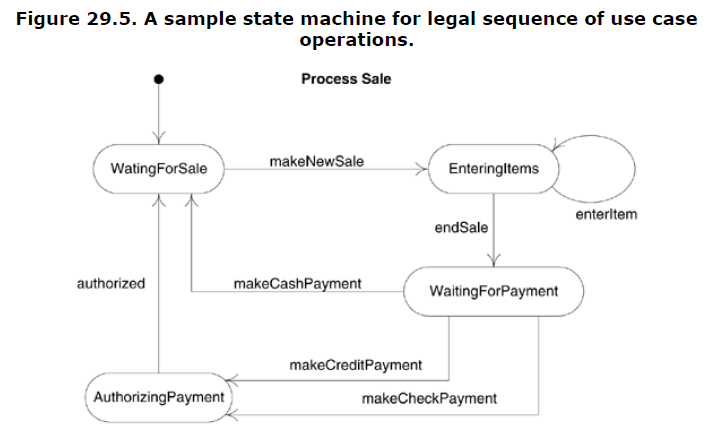 Figure 29.5. A sample state machine for legal sequence of use case
operations.
Process Sale
WatingForSale
makeNewSale
EnteringItems
enterItem
endSale
authorized
makeCashPayment
WaitingForPayment
makeCreditPayment
AuthorizingPayment
makeCheckPayment